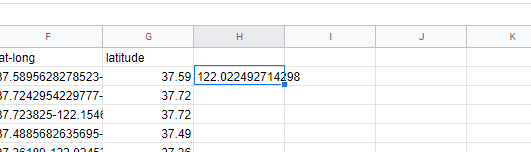 F G H I J K
at-long latitude
37.5895628278523- 37.59 122.022492714298
37.7242954229777- 37.72
37.723825-122.1546 37.72
37.4885682635695- 37.49